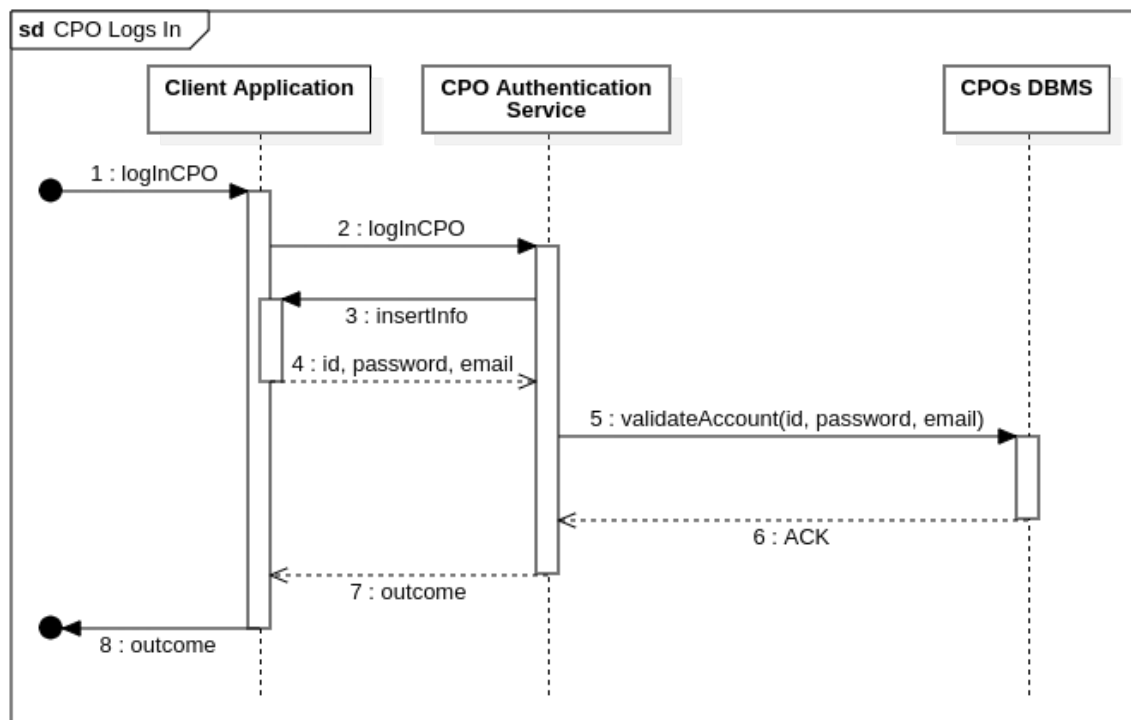 sd CPO Logs In
Client Application
CPO Authentication
Service
CPOs DBMS
1 : logInCPO
2 : logInCPO
3 : insertInfo
4 : id, password, email
5 : validateAccount(id, password, email)
6 : ACK
7 : outcome
8 : outcome